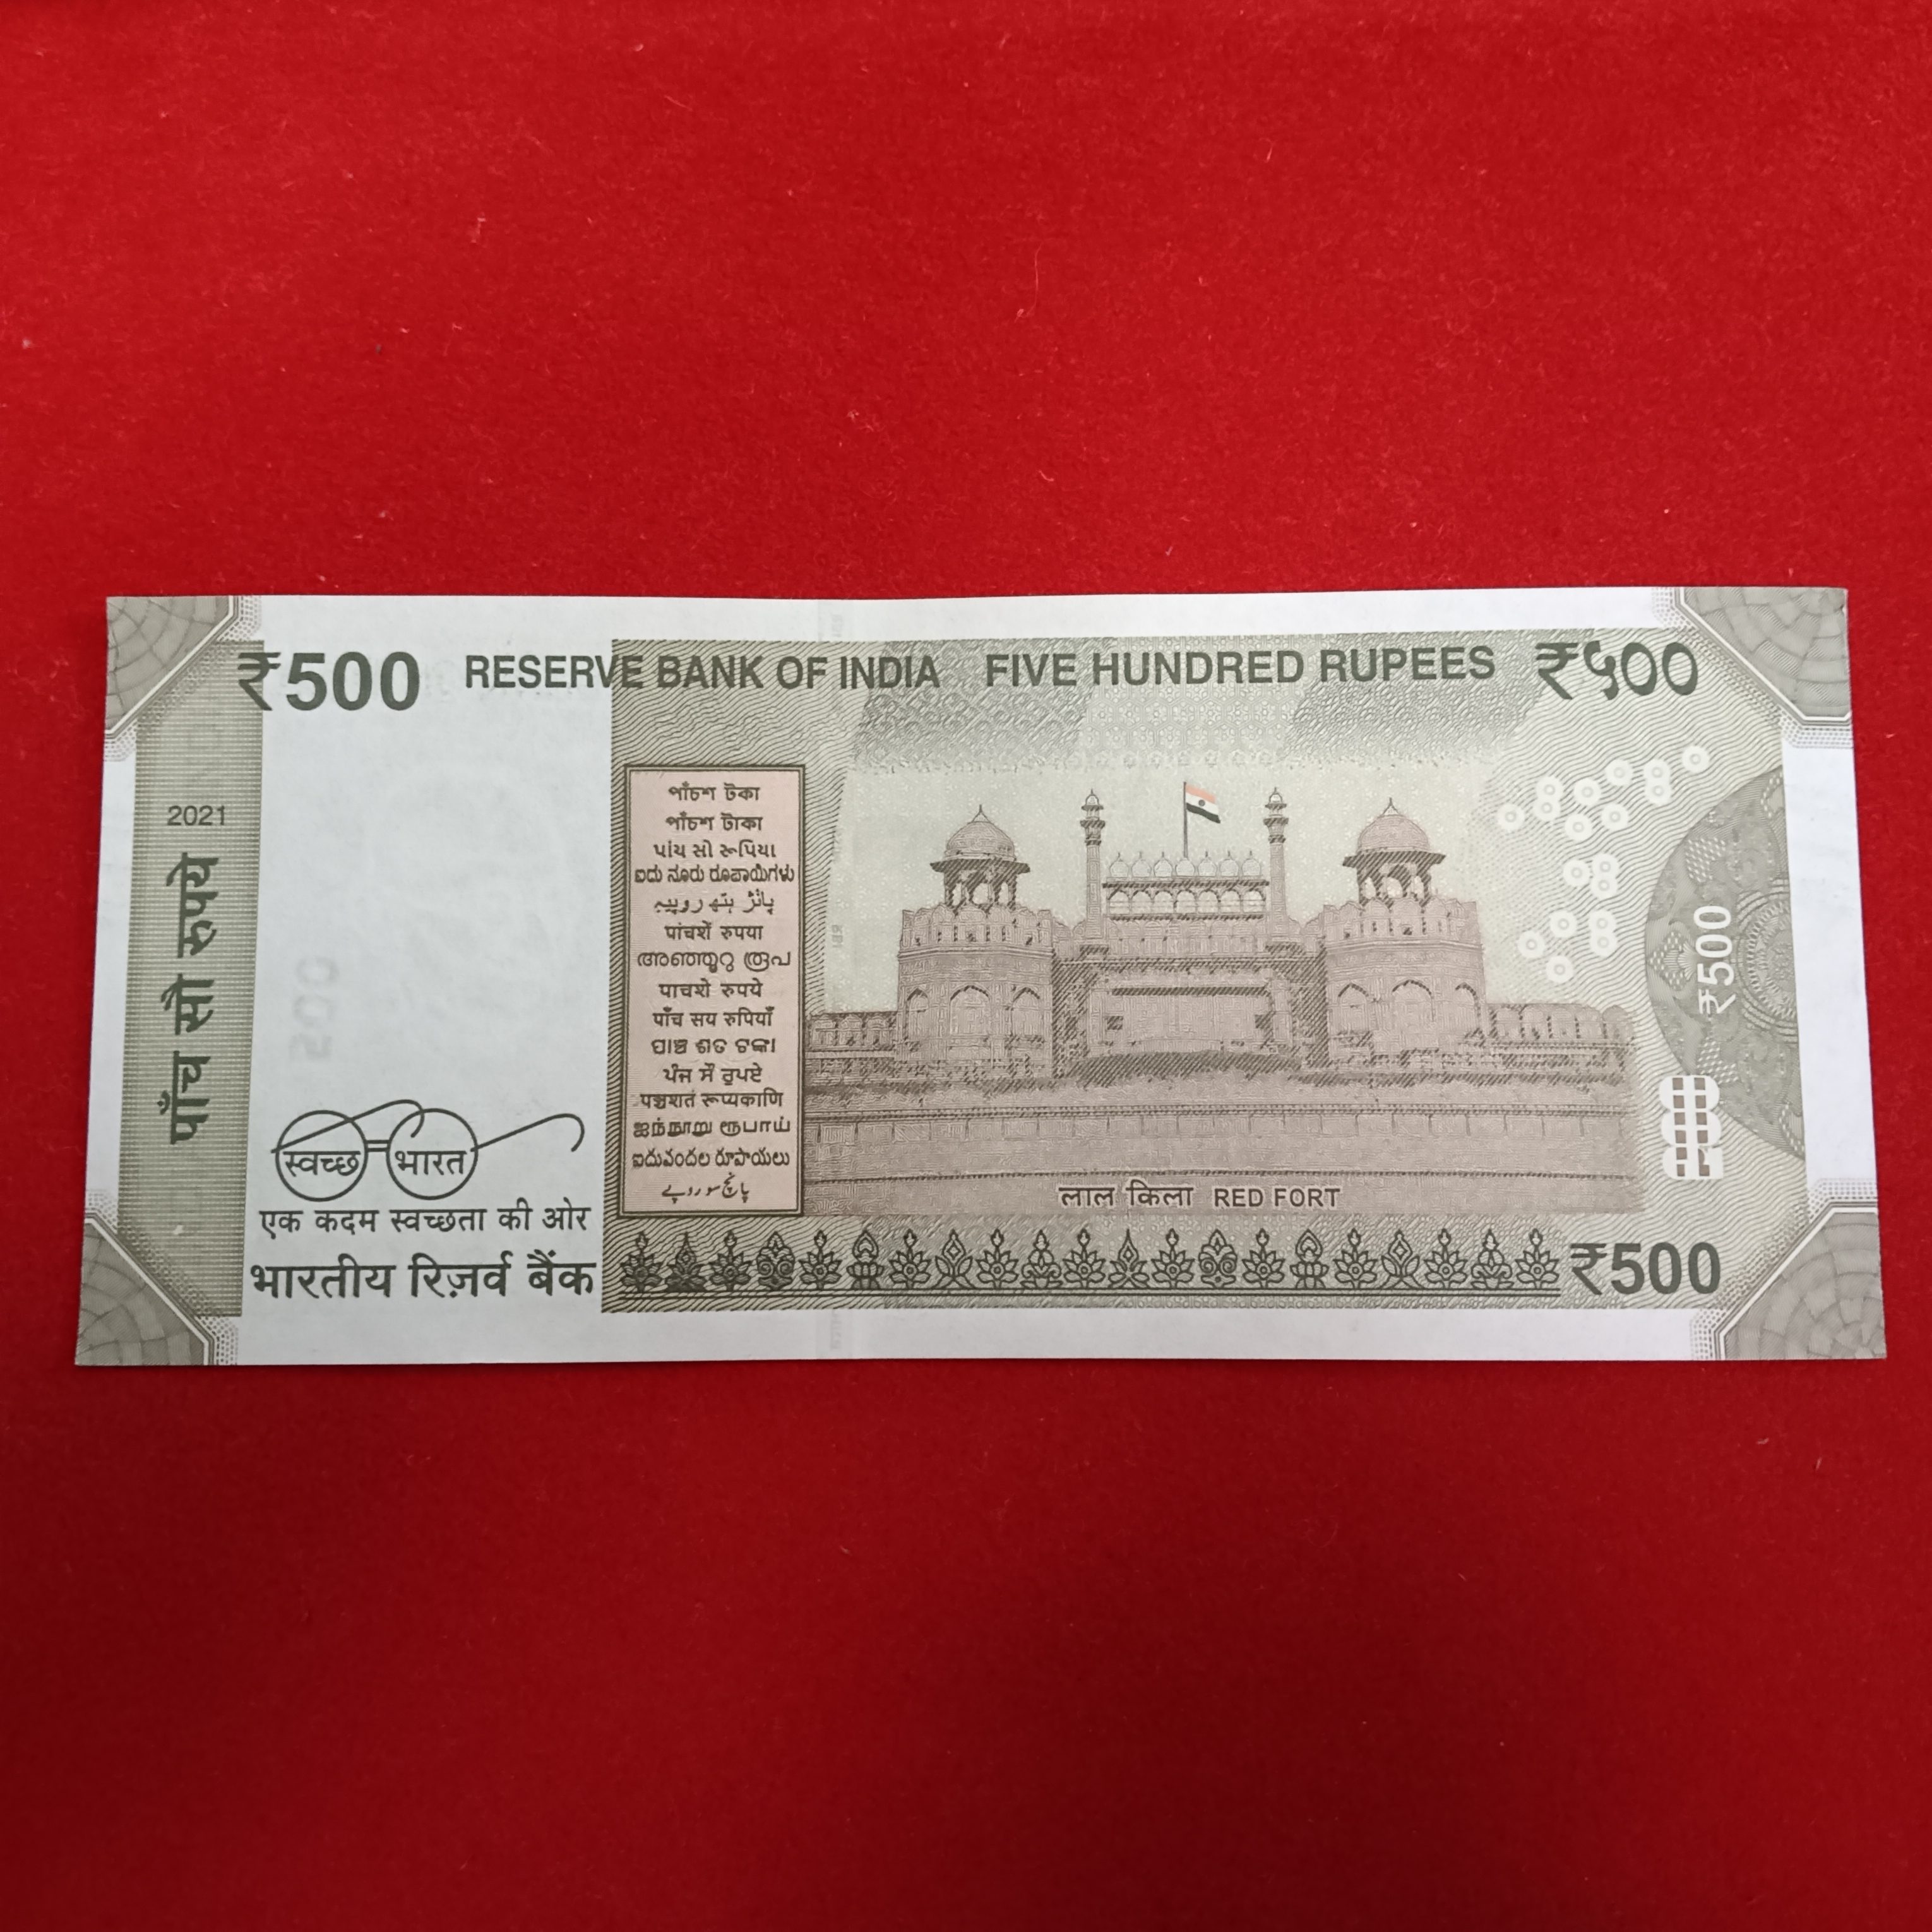 ₹500 RESERVE BANK OF INDIA FIVE HUNDRED RUPEES ₹५००
2021
पाँच सौ रुपये
পাঁচশ টকা
পাঁচশ টাকা
પાંચ સો રૂપિયા
ಐದು ನೂರು ರೂಪಾಯಿಗಳು
پانٛژ ہَتھ روپیہِ
पांचशें रुपया
അഞ്ഞൂറു രൂപ
पाचशे रुपये
पाँच सय रुपियाँ
ପାଞ୍ଚ ଶତ ଟଙ୍କା
ਪੰਜ ਸੌ ਰੁਪਏ
पञ्चशतं रूप्यकाणि
ஐந்நூறு ரூபாய்
ఐదువందల రూపాయలు
پانچ سو روپے
₹500
स्वच्छ भारत
एक कदम स्वच्छता की ओर
भारतीय रिज़र्व बैंक
लाल किला RED FORT
₹500